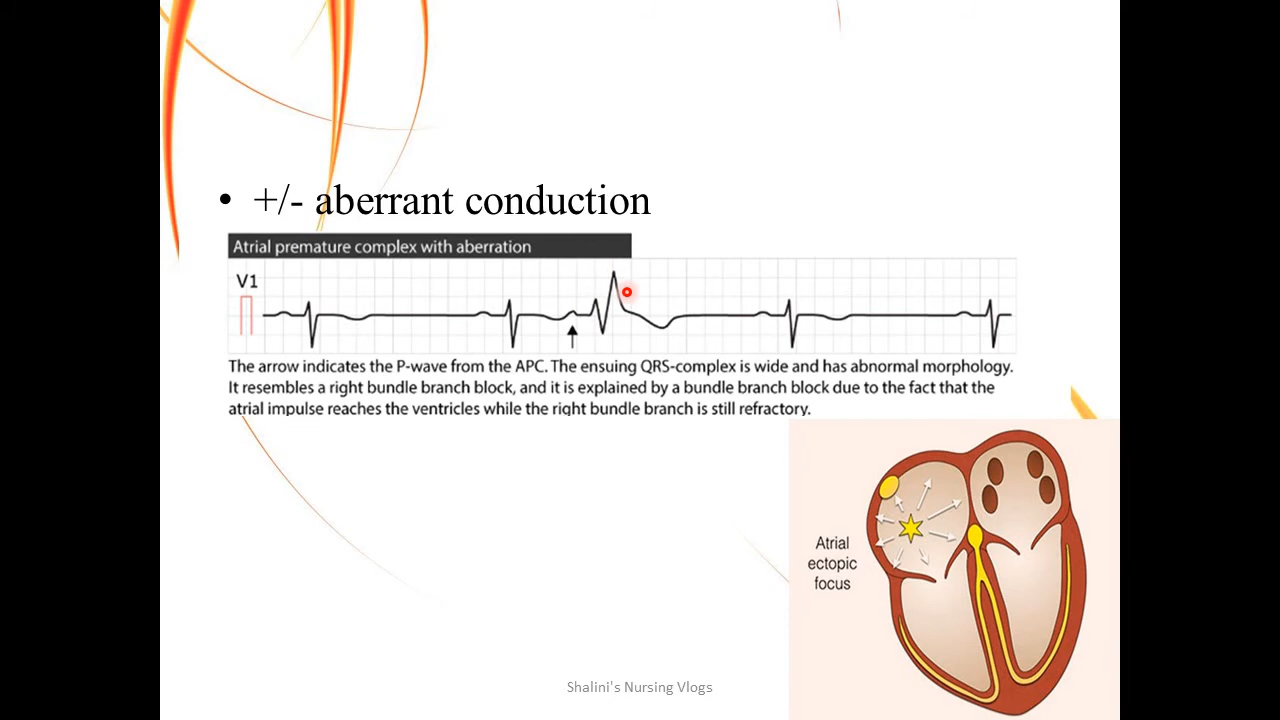 • +/- aberrant conduction
Atrial premature complex with aberration
V1
The arrow indicates the P-wave from the APC. The ensuing QRS-complex is wide and has abnormal morphology.
It resembles a right bundle branch block, and it is explained by a bundle branch block due to the fact that the
atrial impulse reaches the ventricles while the right bundle branch is still refractory.
Atrial
ectopic
focus
Shalini's Nursing Vlogs